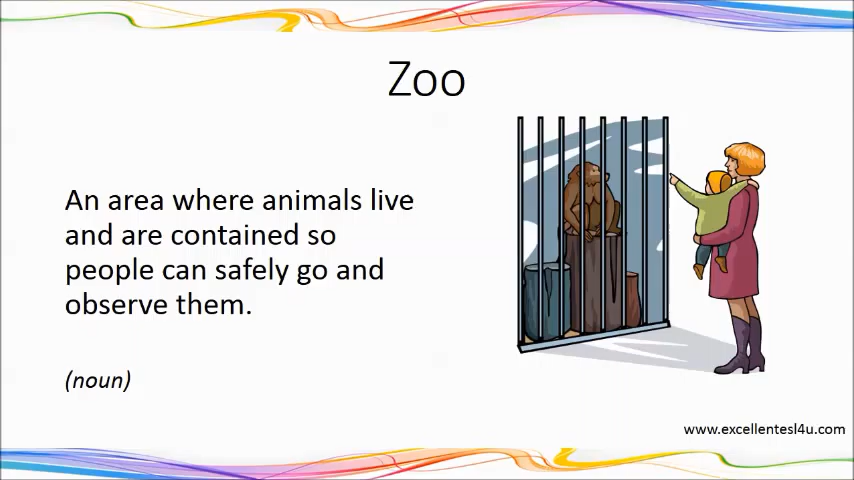 Zoo
An area where animals live
and are contained so
people can safely go and
observe them.
(noun)
www.excellentesl4u.com